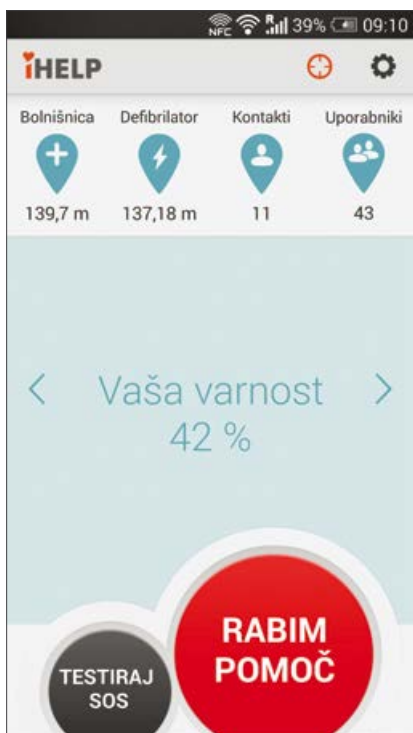 NFC R 39% 09:10
iHELP
Bolnišnica Defibrilator Kontakti Uporabniki
139,7 m 137,18 m 11 43
Vaša varnost
42 %
RABIM
POMOČ
TESTIRAJ
SOS